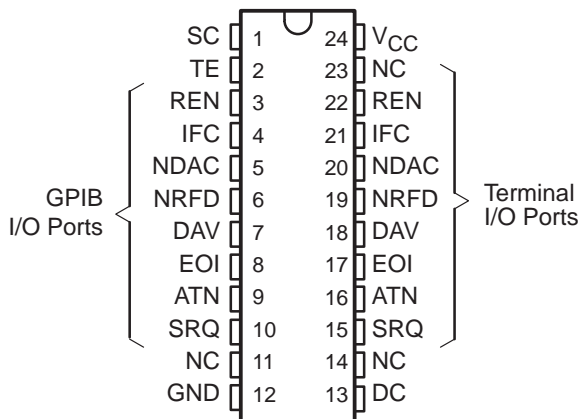 SC 1 24 VCC
TE 2 23 NC
REN 3 22 REN
IFC 4 21 IFC
NDAC 5 20 NDAC
NRFD 6 19 NRFD
DAV 7 18 DAV
EOI 8 17 EOI
ATN 9 16 ATN
SRQ 10 15 SRQ
NC 11 14 NC
GND 12 13 DC
GPIB
I/O Ports
Terminal
I/O Ports